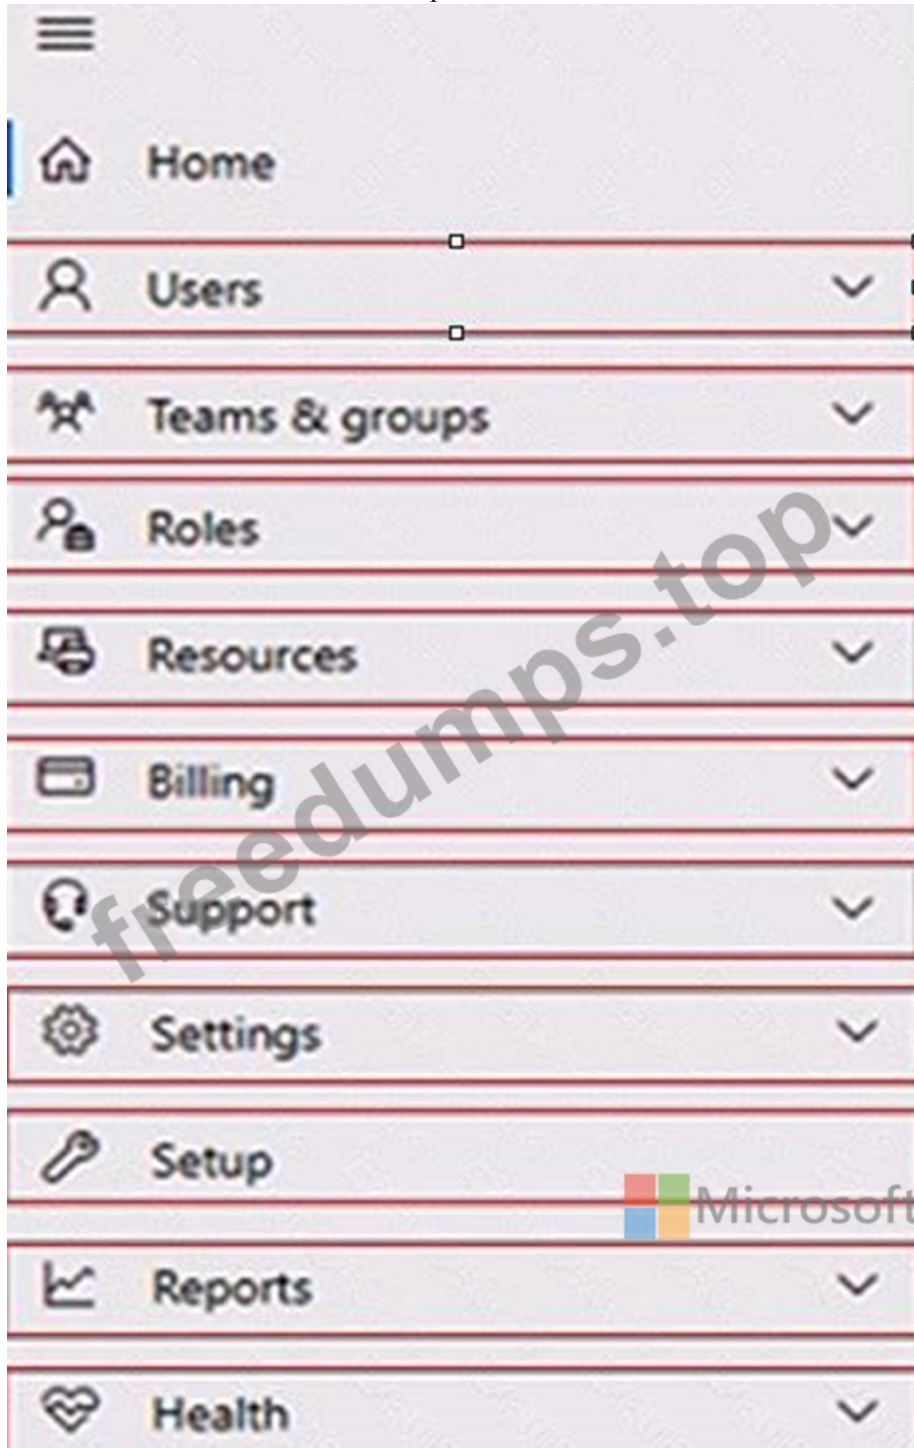 Home
Users
Teams & groups
Roles
Resources
Billing
Support
Settings
Setup
Microsoft
Reports
Health
freedumps.top